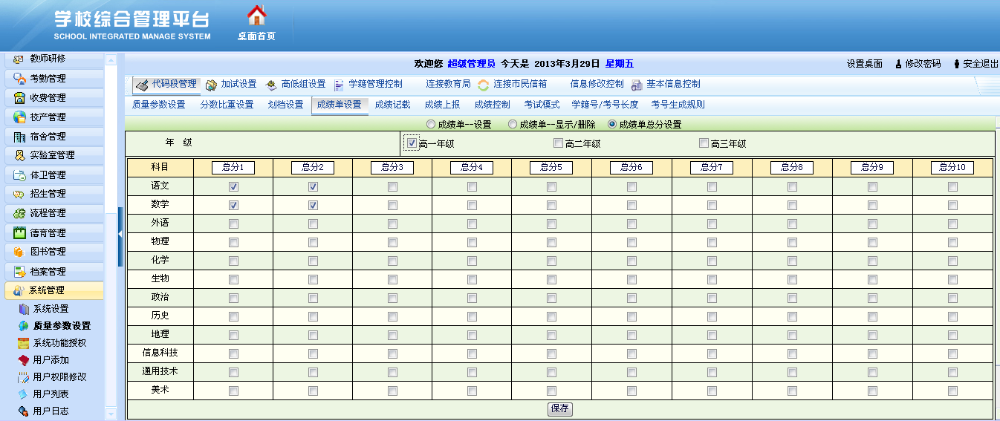 学校综合管理平台
SCHOOL INTEGRATED MANAGE SYSTEM
桌面首页
欢迎您 超级管理员 今天是 2013年3月29日 星期五
设置桌面 修改密码 安全退出
教师研修
考勤管理
收费管理
校产管理
宿舍管理
实验室管理
体卫管理
招生管理
流程管理
德育管理
图书管理
档案管理
系统管理
系统设置
质量参数设置
系统功能授权
用户添加
用户权限修改
用户列表
用户日志
代码段管理 加试设置 高低组设置 学籍管理控制 连接教育局 连接市民信箱 信息修改控制 基本信息控制
质量参数设置 分数比重设置 划档设置 成绩单设置 成绩记载 成绩上报 成绩控制 考试模式 学籍号/考号长度 考号生成规则
成绩单--设置 成绩单--显示/删除 成绩单总分设置
年 级 高一年级 高二年级 高三年级
科目 总分1 总分2 总分3 总分4 总分5 总分6 总分7 总分8 总分9 总分10
语文
数学
外语
物理
化学
生物
政治
历史
地理
信息科技
通用技术
美术
保存